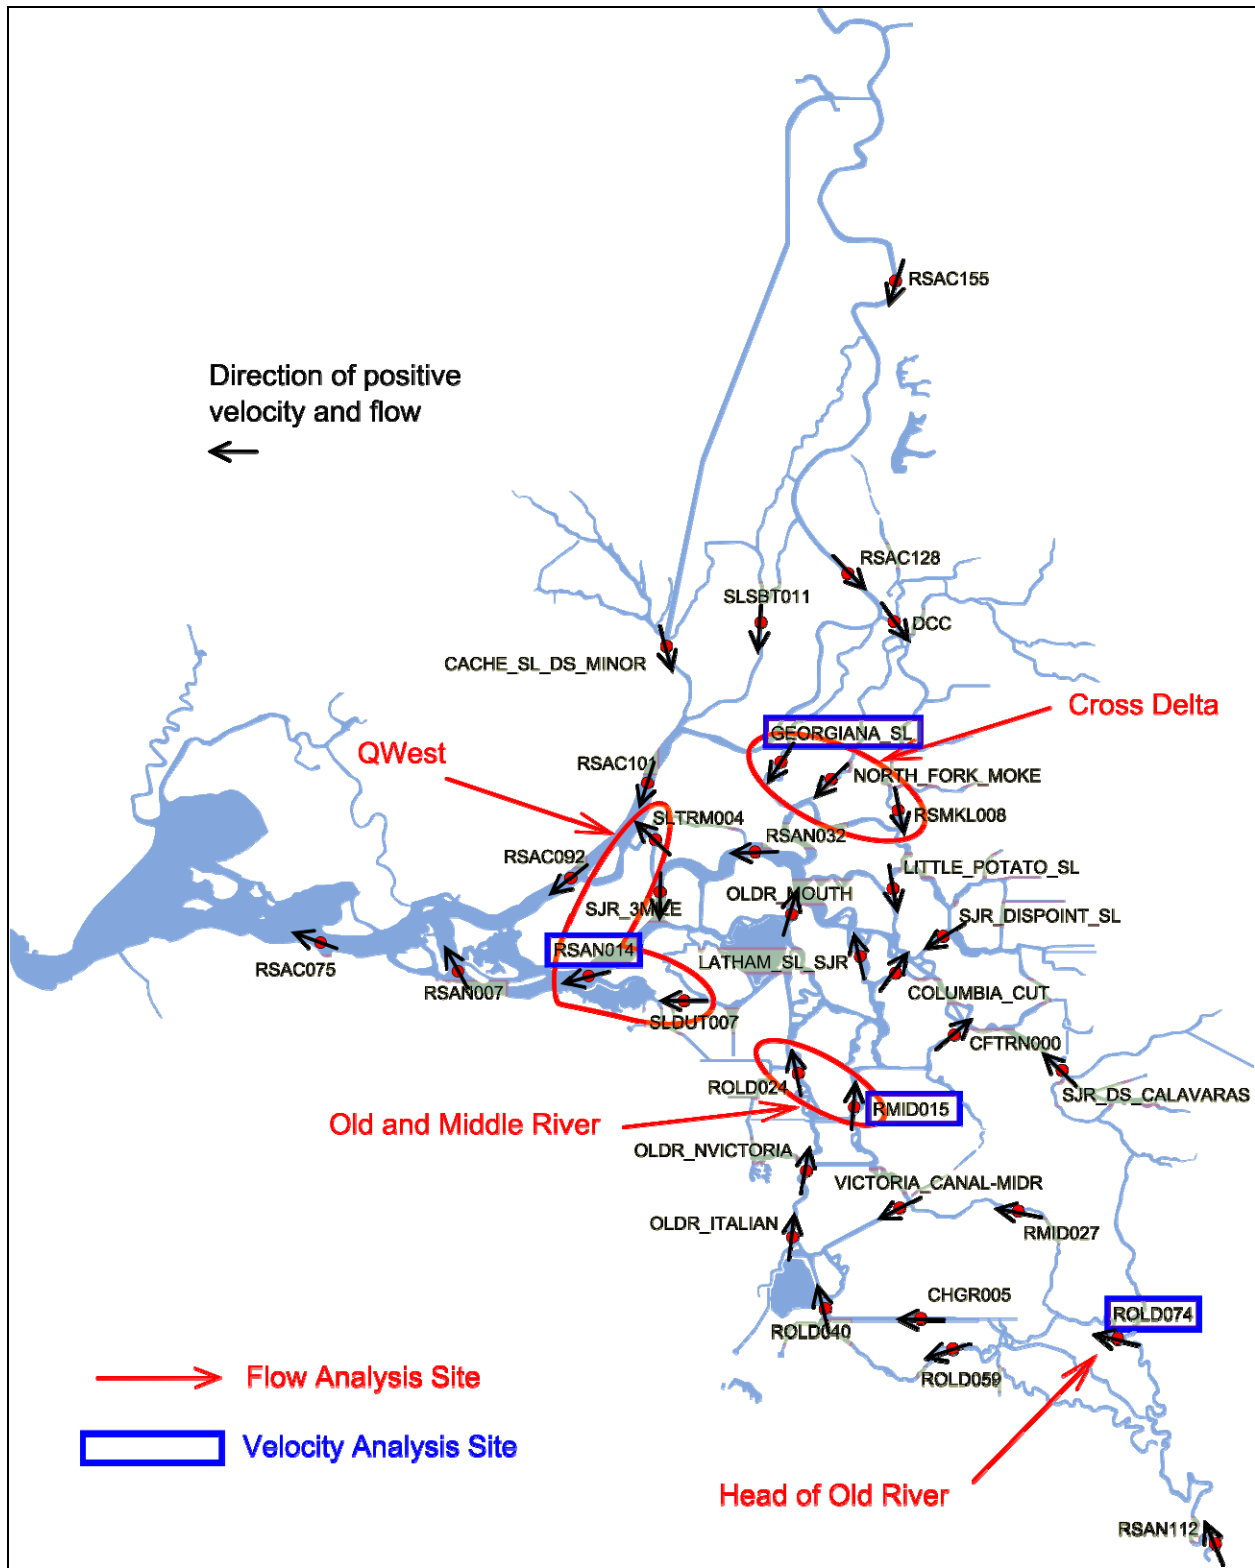 RSAC155
Direction of positive
velocity and flow
RSAC128
SLSBT011
DCC
CACHE_SL_DS_MINOR
Cross Delta
GEORGIANA_SL
QWest
RSAC101
NORTH_FORK_MOKE
SLTRM004
RSMKL008
RSAN032
RSAC092
LITTLE_POTATO_SL
OLDR_MOUTH
SJR_3MILE
SJR_DISPOINT_SL
RSAN014
LATHAM_SL_SJR
RSAC075
RSAN007
COLUMBIA_CUT
SLDUT007
CFTRN000
ROLD024
SJR_DS_CALAVARAS
RMID015
Old and Middle River
OLDR_NVICTORIA
VICTORIA_CANAL-MIDR
OLDR_ITALIAN
RMID027
CHGR005
ROLD074
ROLD040
ROLD059
Flow Analysis Site
Velocity Analysis Site
Head of Old River
RSAN112